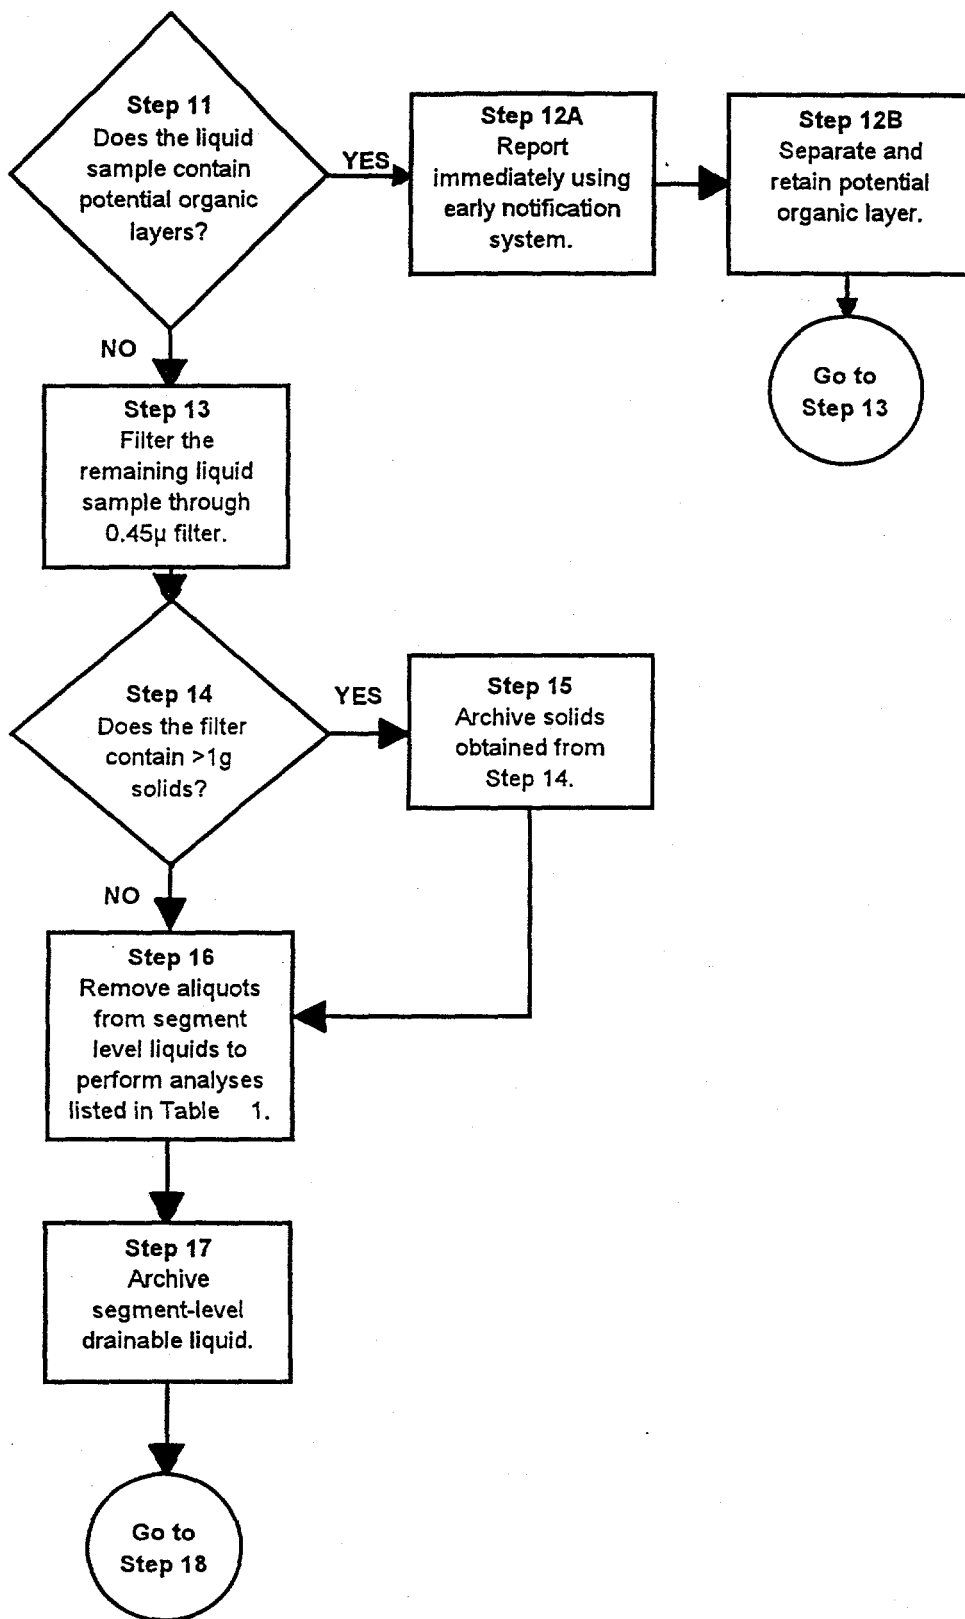 Step 11
Does the liquid
sample contain
potential organic
layers?
YES
Step 12A
Report
immediately using
early notification
system.
Step 12B
Separate and
retain potential
organic layer.
Go to
Step 13
NO
Step 13
Filter the
remaining liquid
sample through
0.45µ filter.
Step 14
Does the filter
contain >1g
solids?
YES
Step 15
Archive solids
obtained from
Step 14.
NO
Step 16
Remove aliquots
from segment
level liquids to
perform analyses
listed in Table 1.
Step 17
Archive
segment-level
drainable liquid.
Go to
Step 18